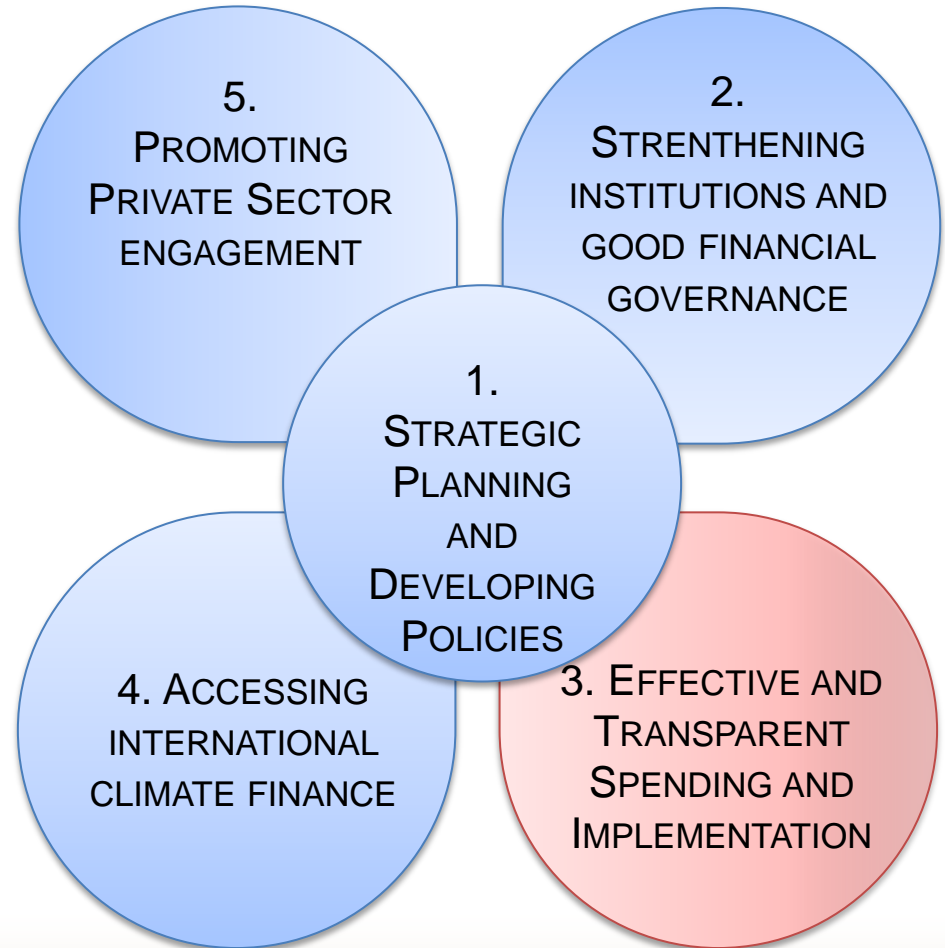 5.
PROMOTING
PRIVATE SECTOR
ENGAGEMENT
2.
STRENTHENING
INSTITUTIONS AND
GOOD FINANCIAL
GOVERNANCE
1.
STRATEGIC
PLANNING
AND
DEVELOPING
POLICIES
4. ACCESSING
INTERNATIONAL
CLIMATE FINANCE
3. EFFECTIVE AND
TRANSPARENT
SPENDING AND
IMPLEMENTATION